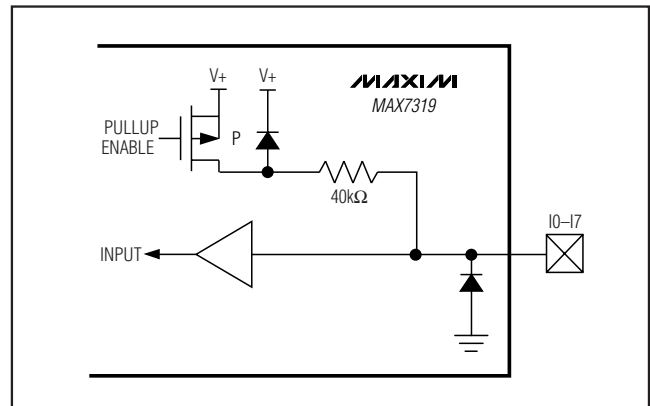 V+
V+
MAXIM
MAX7319
PULLUP
ENABLE
P
40kΩ
I0–I7
INPUT